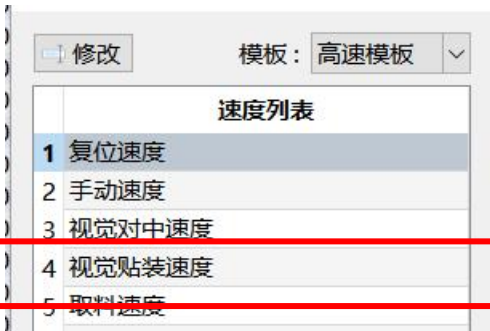 修改 模板： 高速模板
速度列表
1 复位速度
2 手动速度
3 视觉对中速度
4 视觉贴装速度
5 取料速度